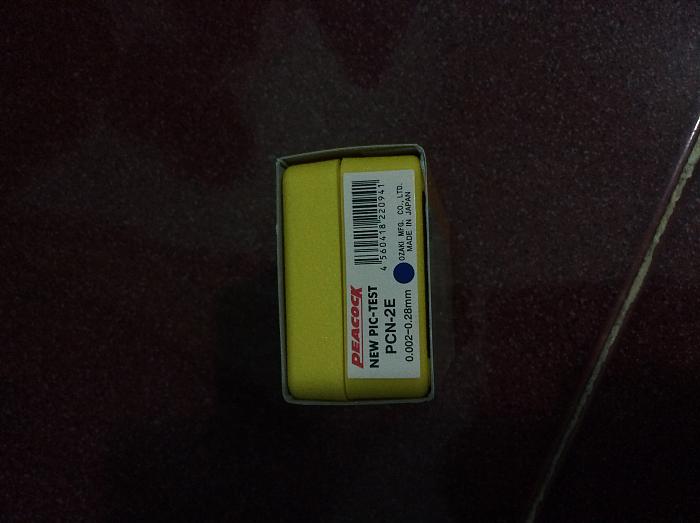 PEACOCK
NEW PIC-TEST
PCN-2E
0.002-0.28mm
4 560418 220941
OZAKI MFG. CO., LTD.
MADE IN JAPAN